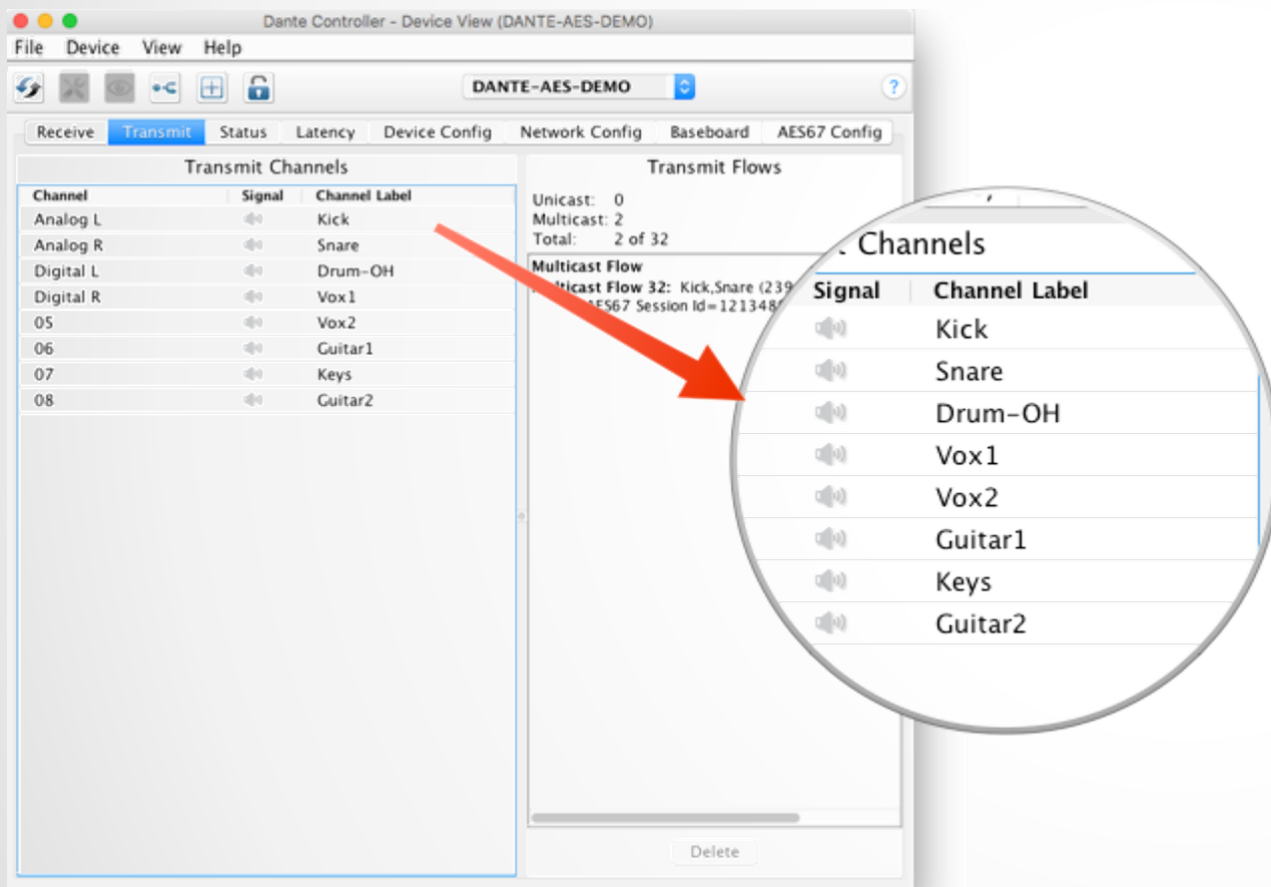 Dante Controller - Device View (DANTE-AES-DEMO)
File Device View Help
DANTE-AES-DEMO
?
Receive Transmit Status Latency Device Config Network Config Baseboard AES67 Config
Transmit Channels
Channel Signal Channel Label
Analog L Kick
Analog R Snare
Digital L Drum-OH
Digital R Vox1
05 Vox2
06 Guitar1
07 Keys
08 Guitar2
Transmit Flows
Unicast: 0
Multicast: 2
Total: 2 of 32
Multicast Flow
Flow 32: Kick,Snare (239
AES67 Session Id=121348
Delete
Channels
Signal Channel Label
Kick
Snare
Drum-OH
Vox1
Vox2
Guitar1
Keys
Guitar2